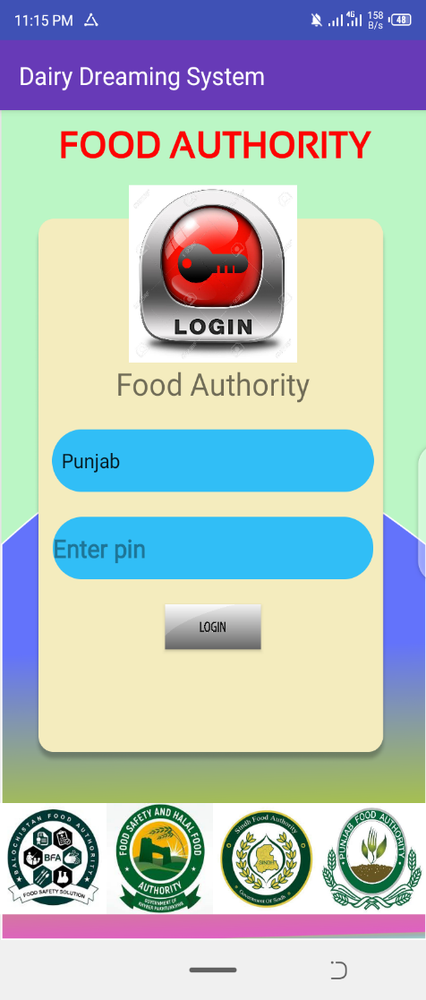 11:15 PM 4G 158 B/s 48
Dairy Dreaming System
FOOD AUTHORITY
LOGIN
Food Authority
Punjab
Enter pin
LOGIN
BALOCHISTAN FOOD AUTHORITY
BFA
FOOD SAFETY SOLUTION
FOOD SAFETY AND HALAL FOOD
AUTHORITY
GOVERNMENT OF
KHYBER PAKHTUNKHWA
Sindh Food Authority
SINDH
Government Of Sindh
PUNJAB FOOD AUTHORITY